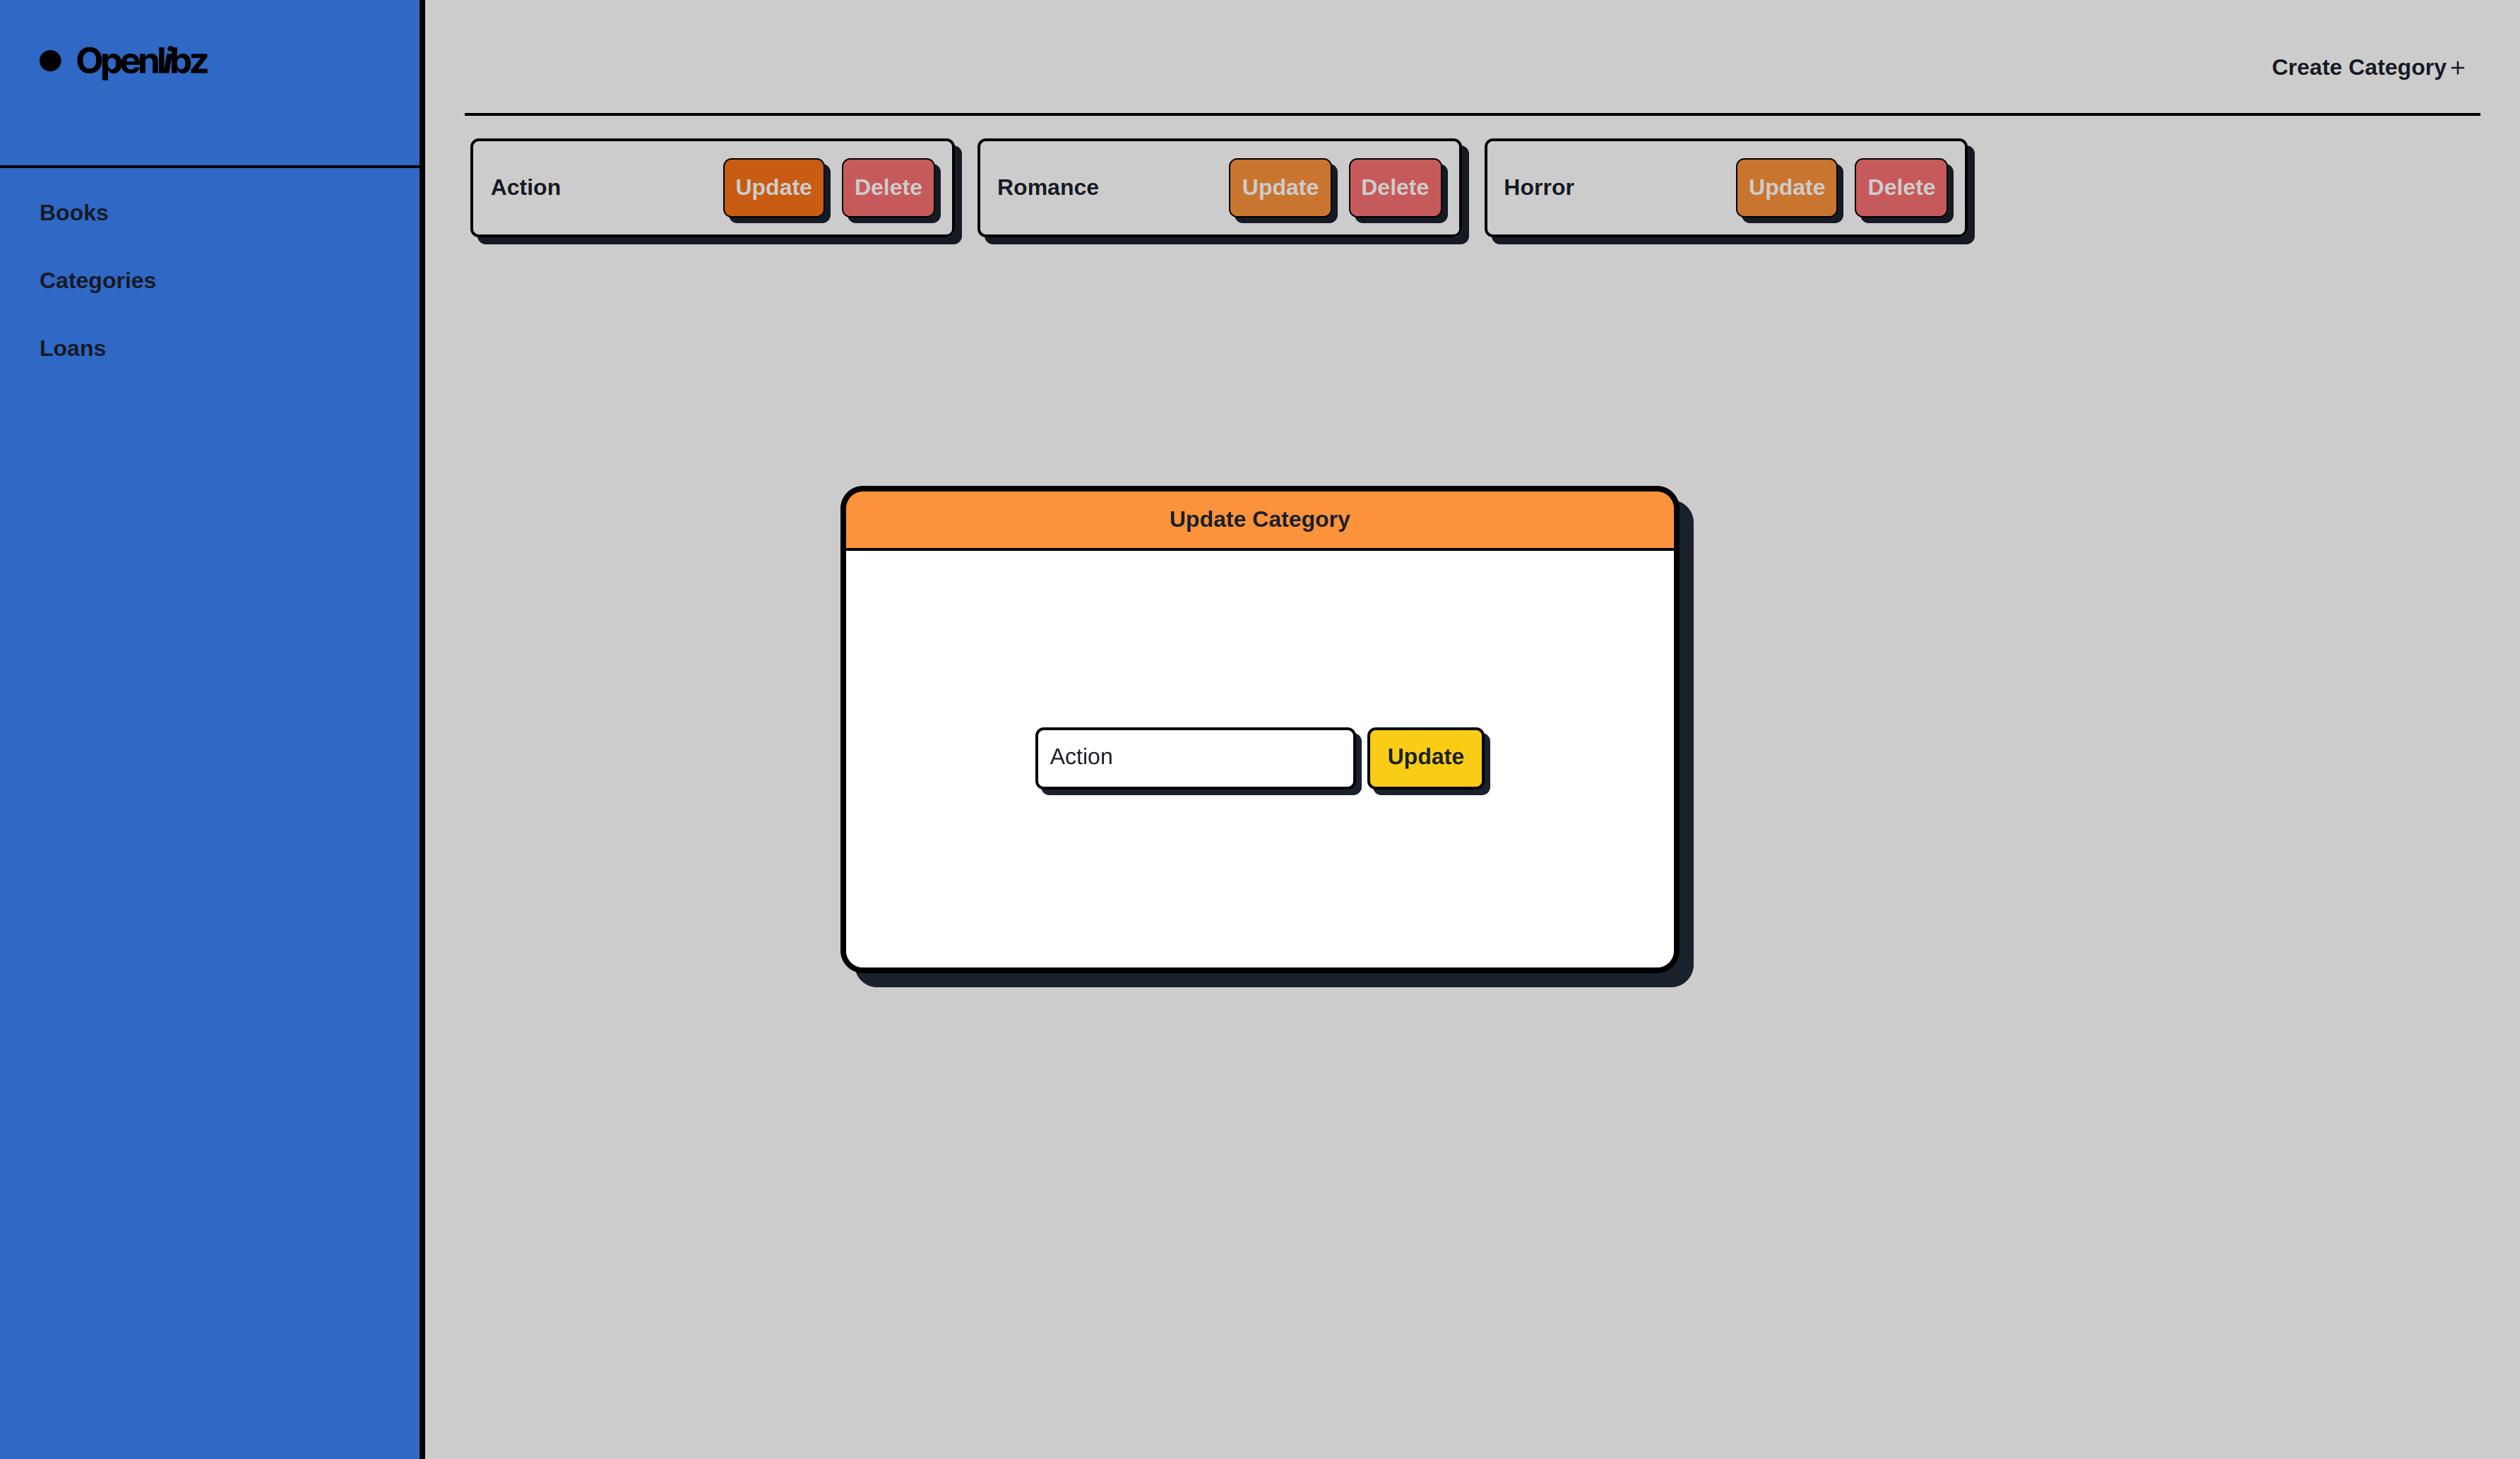 Openlibz
Create Category +
Books
Categories
Loans
Action Update Delete
Romance Update Delete
Horror Update Delete
Update Category
Action Update